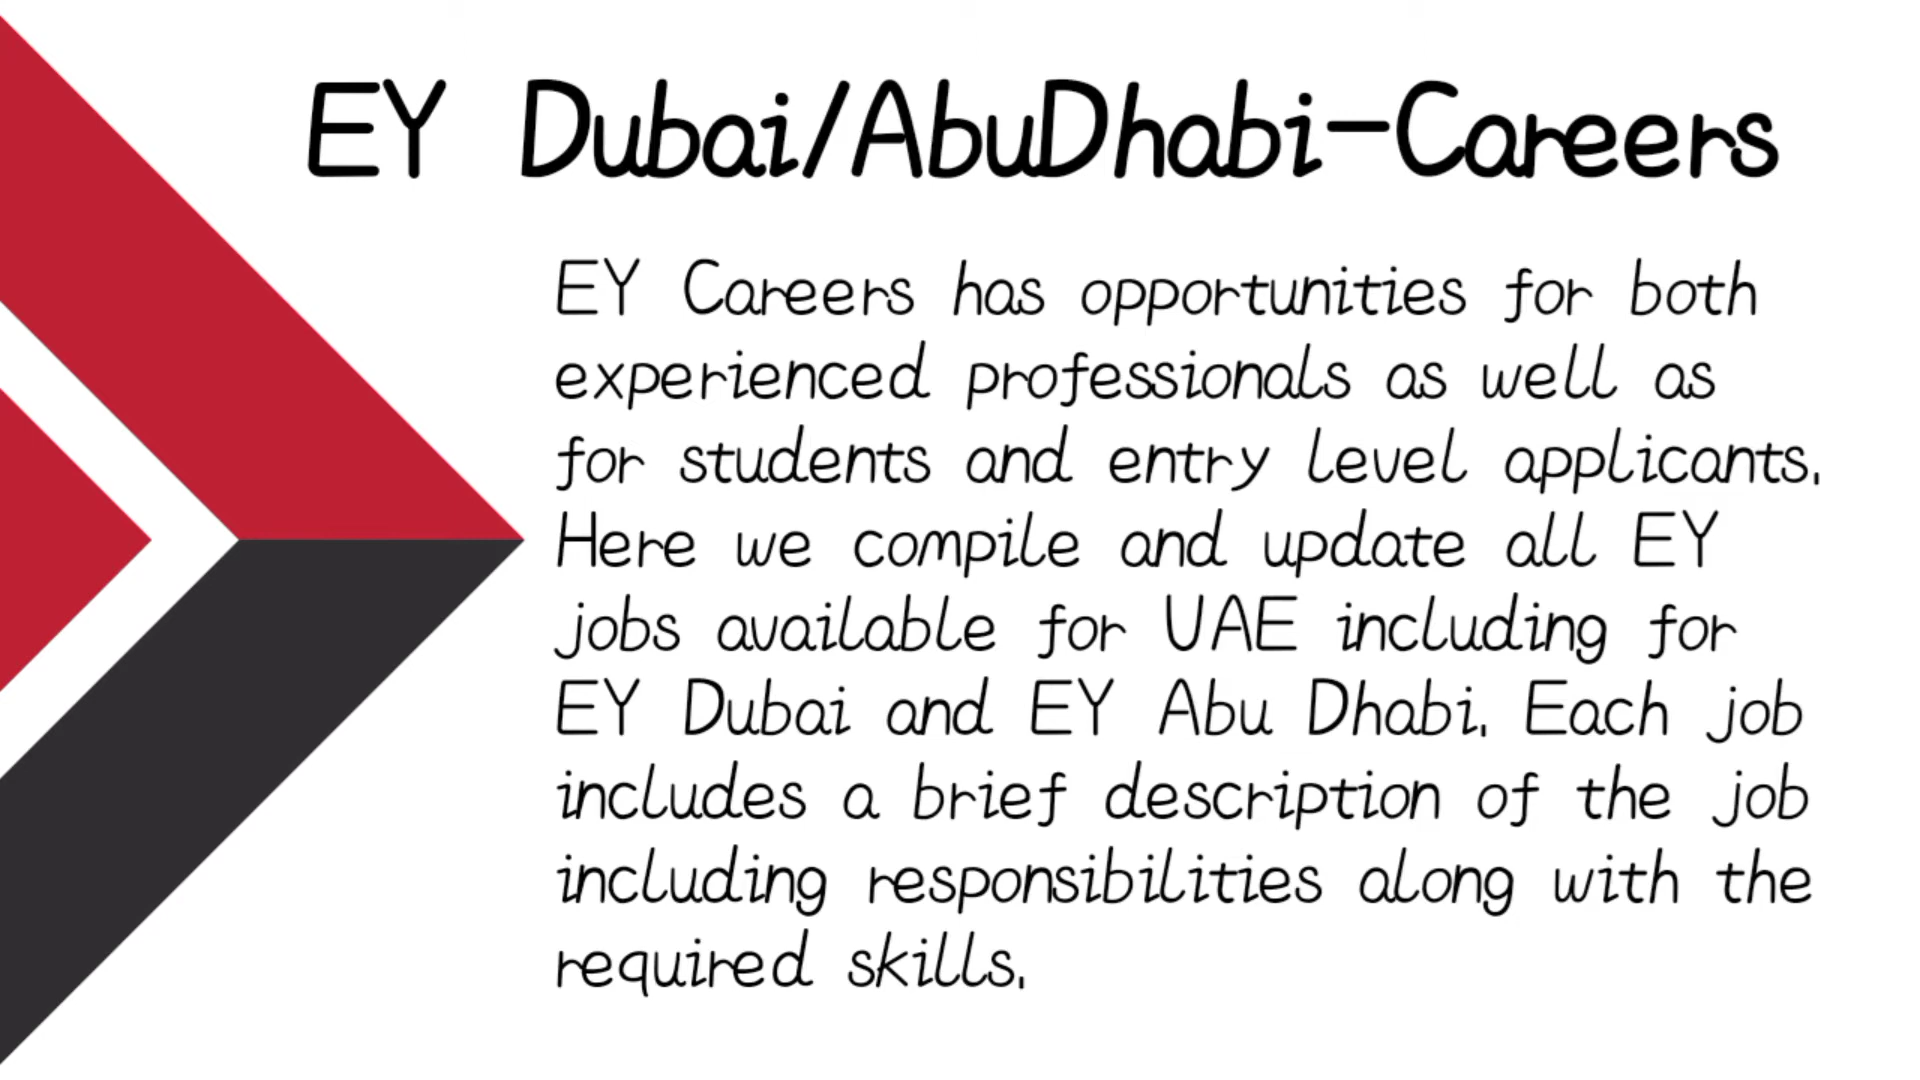 EY Dubai/AbuDhabi-Careers
EY Careers has opportunities for both
experienced professionals as well as
for students and entry level applicants.
Here we compile and update all EY
jobs available for UAE including for
EY Dubai and EY Abu Dhabi. Each job
includes a brief description of the job
including responsibilities along with the
required skills.